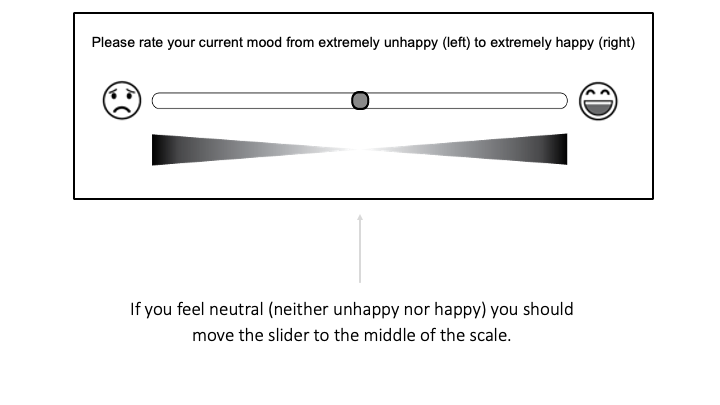 Please rate your current mood from extremely unhappy (left) to extremely happy (right)
If you feel neutral (neither unhappy nor happy) you should
move the slider to the middle of the scale.